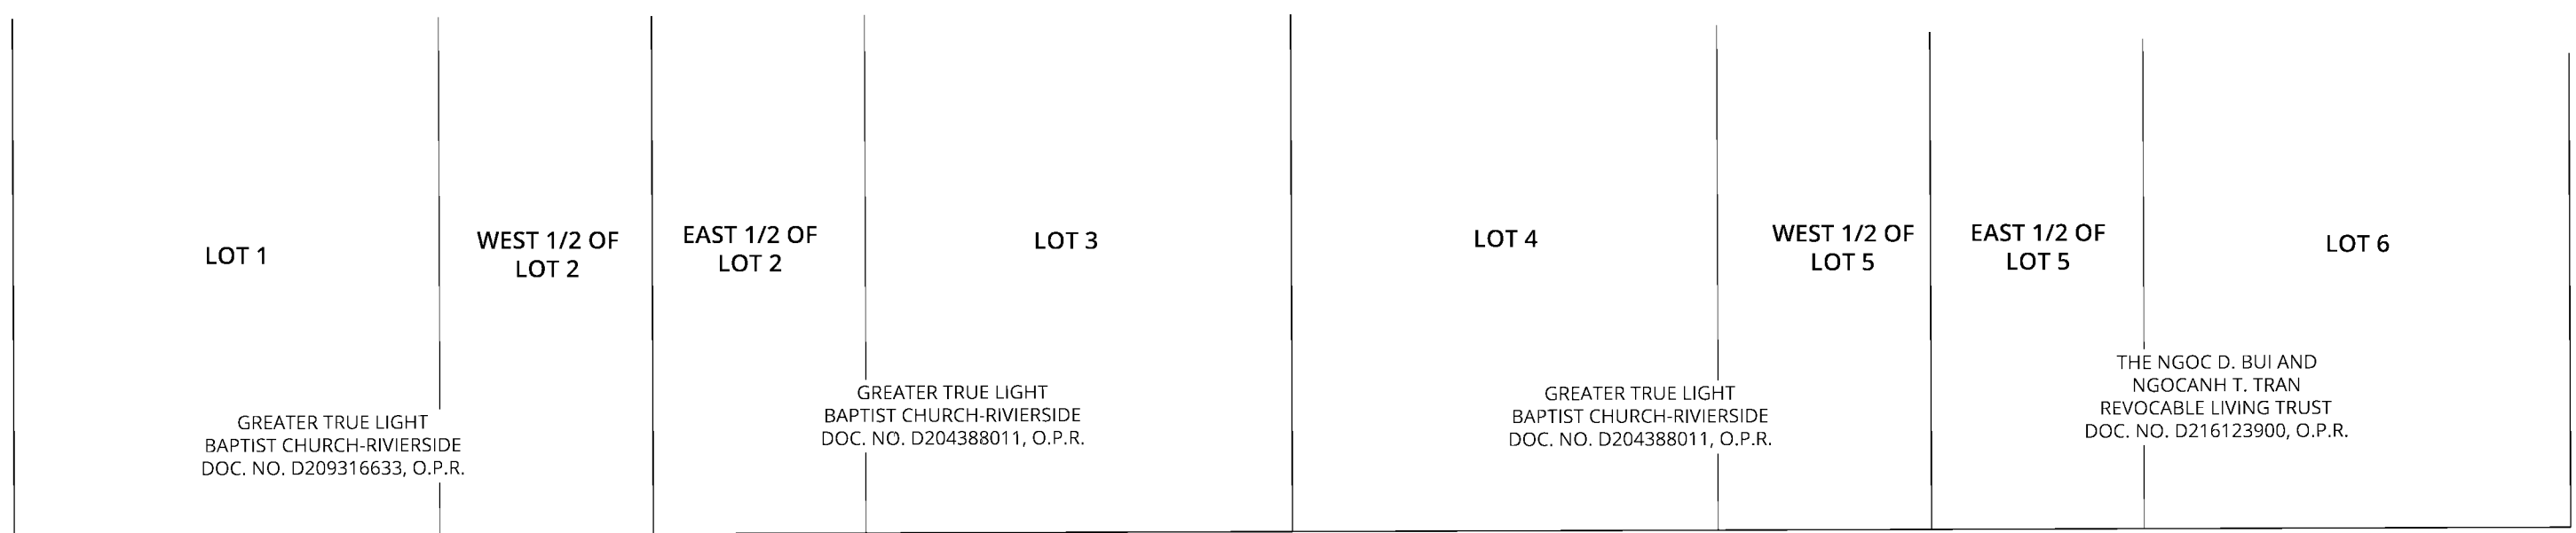 LOT 1
WEST 1/2 OF
LOT 2
EAST 1/2 OF
LOT 2
LOT 3
LOT 4
WEST 1/2 OF
LOT 5
EAST 1/2 OF
LOT 5
LOT 6
GREATER TRUE LIGHT
BAPTIST CHURCH-RIVIERSIDE
DOC. NO. D209316633, O.P.R.
GREATER TRUE LIGHT
BAPTIST CHURCH-RIVIERSIDE
DOC. NO. D204388011, O.P.R.
GREATER TRUE LIGHT
BAPTIST CHURCH-RIVIERSIDE
DOC. NO. D204388011, O.P.R.
THE NGOC D. BUI AND
NGOCANH T. TRAN
REVOCABLE LIVING TRUST
DOC. NO. D216123900, O.P.R.